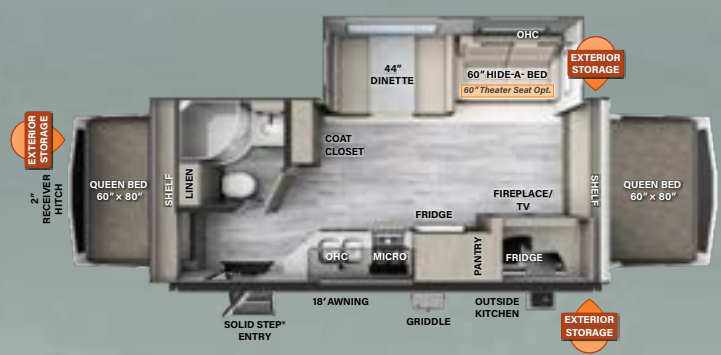 OHC
EXTERIOR
STORAGE
44"
DINETTE
60" HIDE-A- BED
60" Theater Seat Opt.
EXTERIOR
STORAGE
2"
RECEIVER
HITCH
QUEEN BED
60" x 80"
SHELF
LINEN
COAT
CLOSET
FIREPLACE/
TV
SHELF
QUEEN BED
60" x 80"
FRIDGE
OHC
MICRO
PANTRY
FRIDGE
18' AWNING
SOLID STEP®
ENTRY
GRIDDLE
OUTSIDE
KITCHEN
EXTERIOR
STORAGE